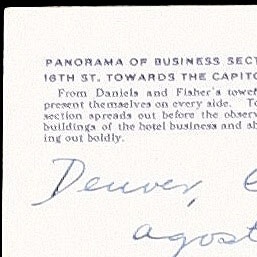 PANORAMA OF BUSINESS SECT
16TH ST. TOWARDS THE CAPITO
From Daniels and Fisher's tower
present themselves on every side. To
section spreads out before the observ
buildings of the hotel business and sh
ing out boldly.
Denver,
agost